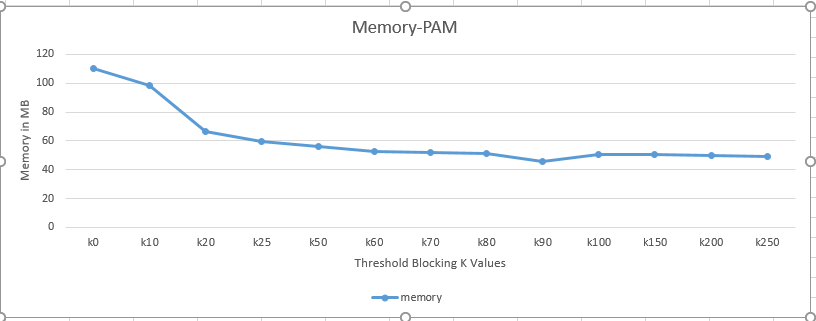 Memory-PAM
120
100
80
60
40
20
0
Memory in MB
k0 k10 k20 k25 k50 k60 k70 k80 k90 k100 k150 k200 k250
Threshold Blocking K Values
memory